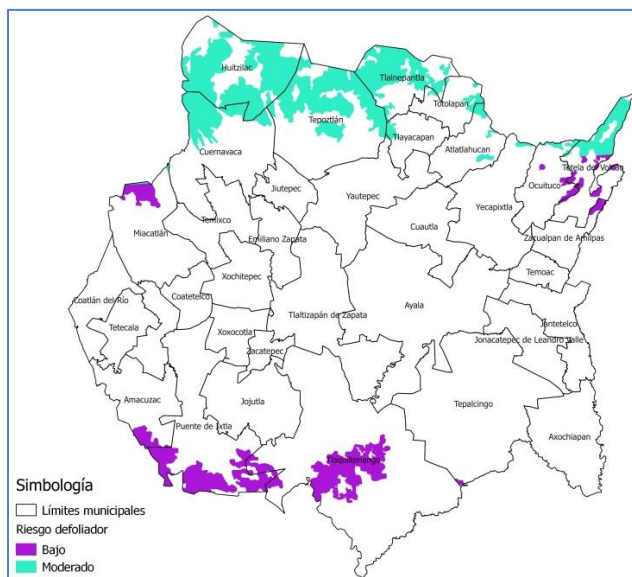 Huitzilac
Tlalnepantla
Totolapan
Tepoztlán
Tlayacapan
Atlatlahucan
Cuernavaca
Tetela del Volcán
Ocuituco
Jiutepec
Yautepec
Yecapixtla
Temixco
Cuautla
Miacatlán
Emiliano Zapata
Zacualpan de Amilpas
Xochitepec
Temoac
Coatlán del Río
Coatetelco
Ayala
Tlaltizapán de Zapata
Tetecala
Xoxocotla
Jantetelco
Jonacatepec de Leandro Valle
Zacatepec
Amacuzac
Jojutla
Tepalcingo
Puente de Ixtla
Axochiapan
Tlaquiltenango
Simbología
Límites municipales
Riesgo defoliador
Bajo
Moderado